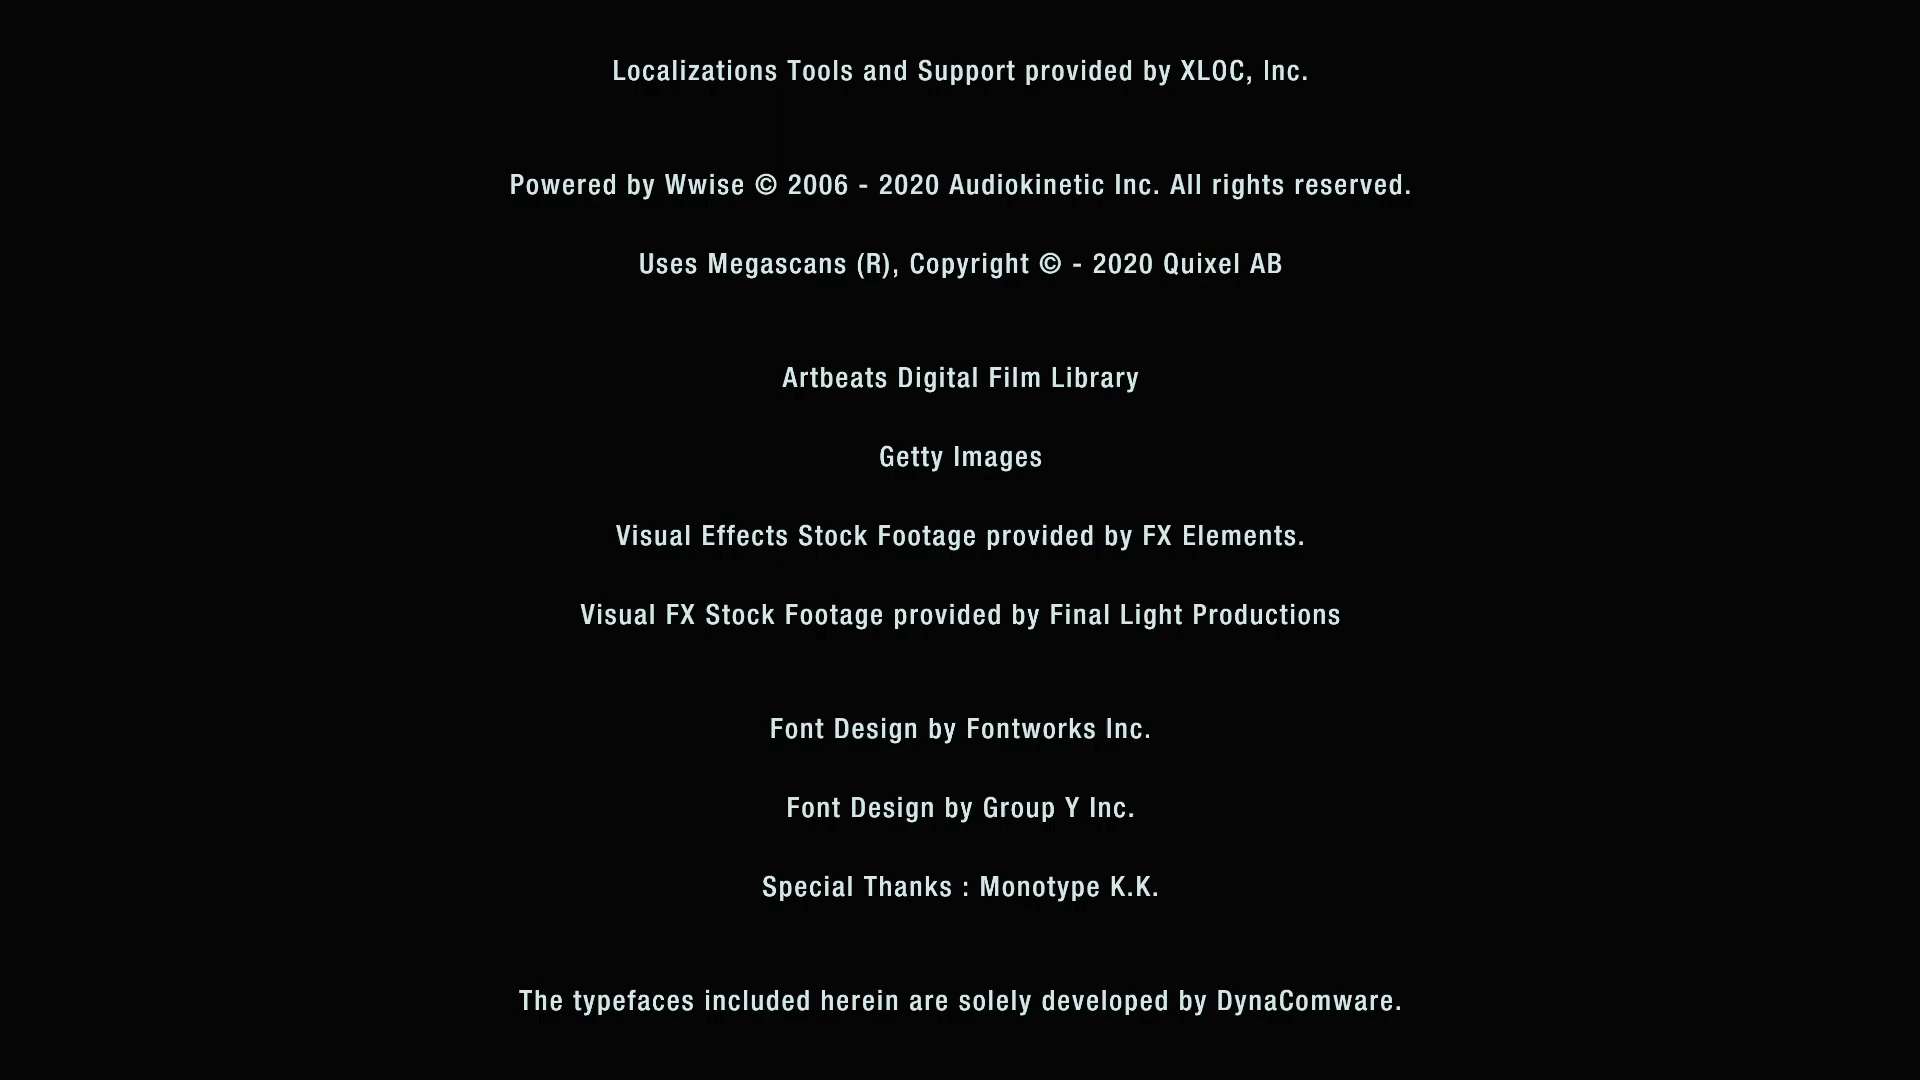 Localizations Tools and Support provided by XLOC, Inc.
Powered by Wwise © 2006 - 2020 Audiokinetic Inc. All rights reserved.
Uses Megascans (R), Copyright © - 2020 Quixel AB
Artbeats Digital Film Library
Getty Images
Visual Effects Stock Footage provided by FX Elements.
Visual FX Stock Footage provided by Final Light Productions
Font Design by Fontworks Inc.
Font Design by Group Y Inc.
Special Thanks : Monotype K.K.
The typefaces included herein are solely developed by DynaComware.